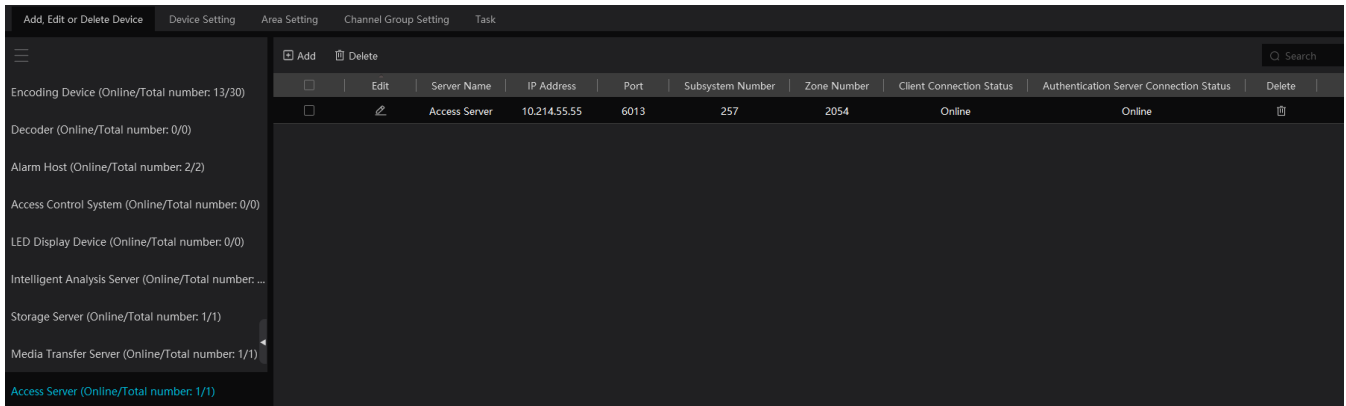 Add, Edit or Delete Device Device Setting Area Setting Channel Group Setting Task
Add Delete Search
Edit Server Name IP Address Port Subsystem Number Zone Number Client Connection Status Authentication Server Connection Status Delete
Access Server 10.214.55.55 6013 257 2054 Online Online
Encoding Device (Online/Total number: 13/30)
Decoder (Online/Total number: 0/0)
Alarm Host (Online/Total number: 2/2)
Access Control System (Online/Total number: 0/0)
LED Display Device (Online/Total number: 0/0)
Intelligent Analysis Server (Online/Total number: ...
Storage Server (Online/Total number: 1/1)
Media Transfer Server (Online/Total number: 1/1)
Access Server (Online/Total number: 1/1)